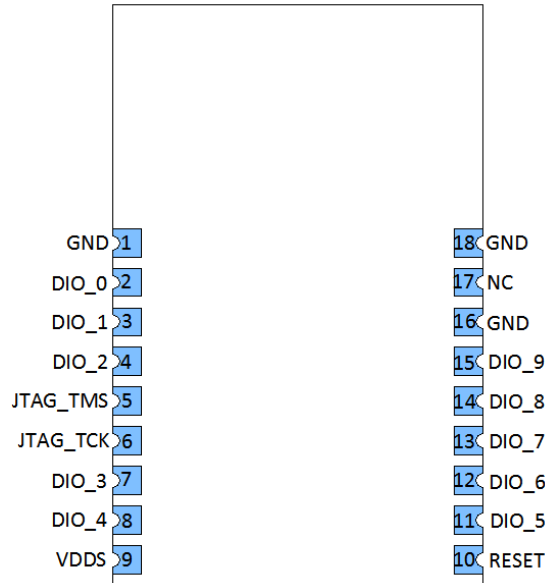 GND 1 18 GND
DIO_0 2 17 NC
DIO_1 3 16 GND
DIO_2 4 15 DIO_9
JTAG_TMS 5 14 DIO_8
JTAG_TCK 6 13 DIO_7
DIO_3 7 12 DIO_6
DIO_4 8 11 DIO_5
VDDS 9 10 RESET